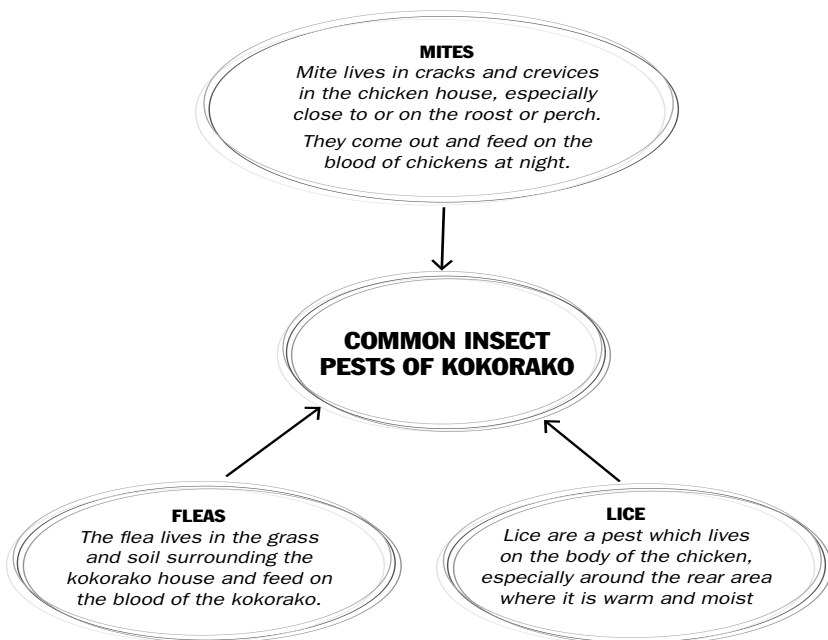 MITES
Mite lives in cracks and crevices
in the chicken house, especially
close to or on the roost or perch.
They come out and feed on the
blood of chickens at night.
COMMON INSECT
PESTS OF KOKORAKO
FLEAS
The flea lives in the grass
and soil surrounding the
kokorako house and feed on
the blood of the kokorako.
LICE
Lice are a pest which lives
on the body of the chicken,
especially around the rear area
where it is warm and moist